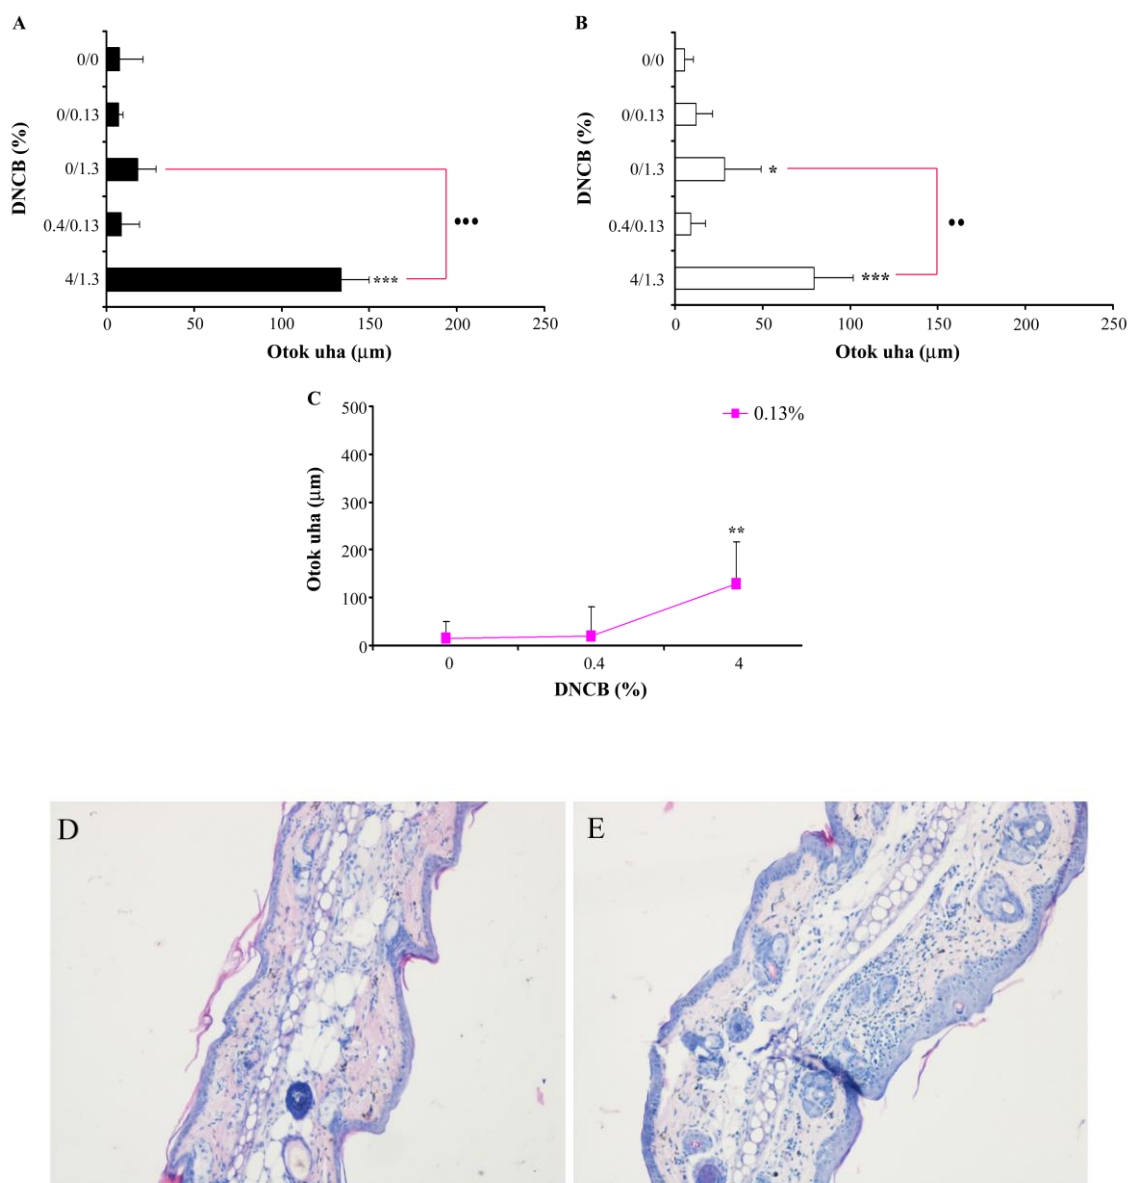 A
DNCB (%)
0/0
0/0.13
0/1.3
0.4/0.13
4/1.3
***
•••
0 50 100 150 200 250
Otok uha (μm)
B
DNCB (%)
0/0
0/0.13
0/1.3
*
0.4/0.13
4/1.3
***
••
0 50 100 150 200 250
Otok uha (μm)
C
Otok uha (μm)
500
400
300
200
100
0
0.13%
**
0 0.4 4
DNCB (%)
D
E